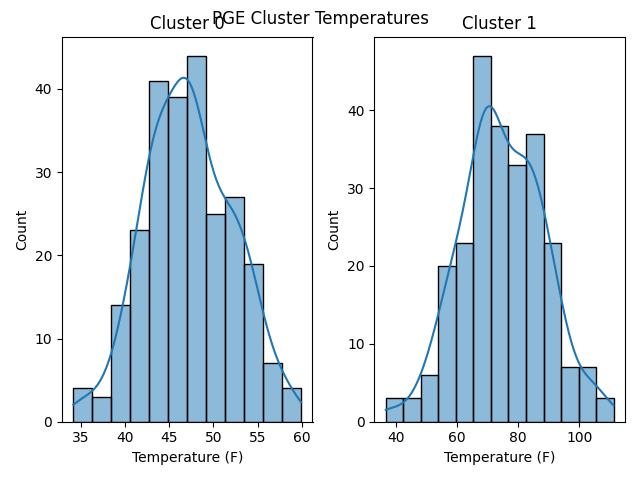 PGE Cluster Temperatures
Cluster 0
Cluster 1
Count
40
30
20
10
0
35 40 45 50 55 60
Temperature (F)
Count
40
30
20
10
0
40 60 80 100
Temperature (F)